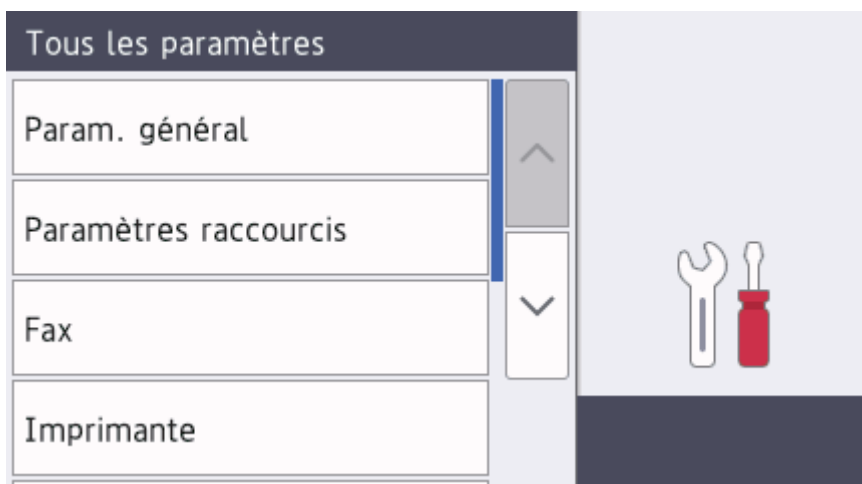 Tous les paramètres
Param. général
Paramètres raccourcis
Fax
Imprimante